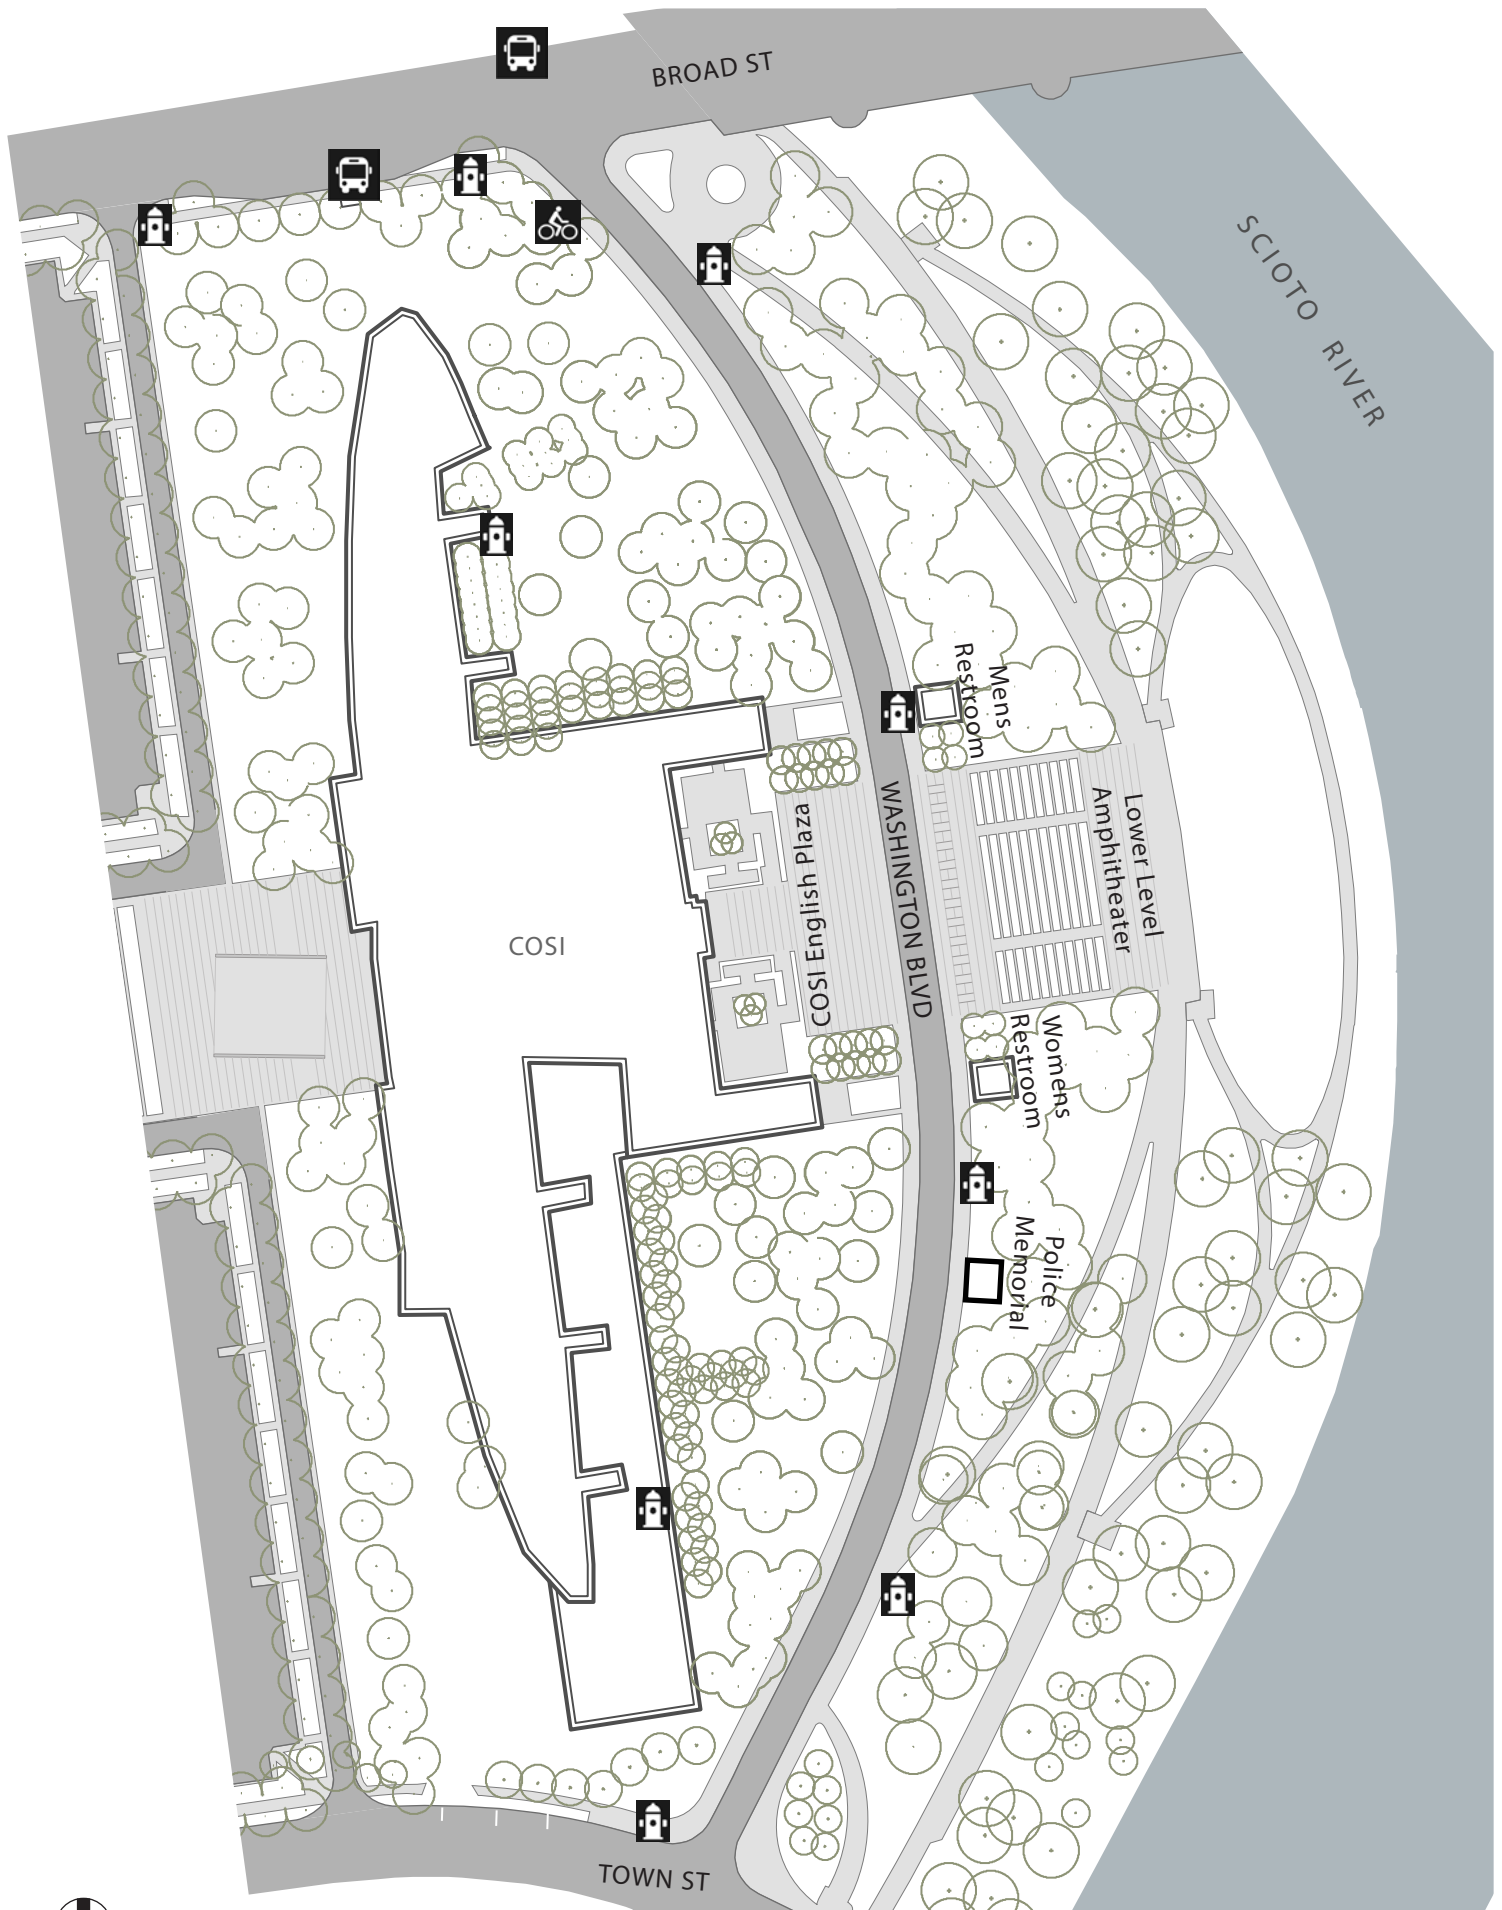 BROAD ST
SCIOTO RIVER
Mens
Restroom
WASHINGTON BLVD
COSI English Plaza
Lower Level
Amphitheater
COSI
Womens
Restroom
Police
Memorial
TOWN ST